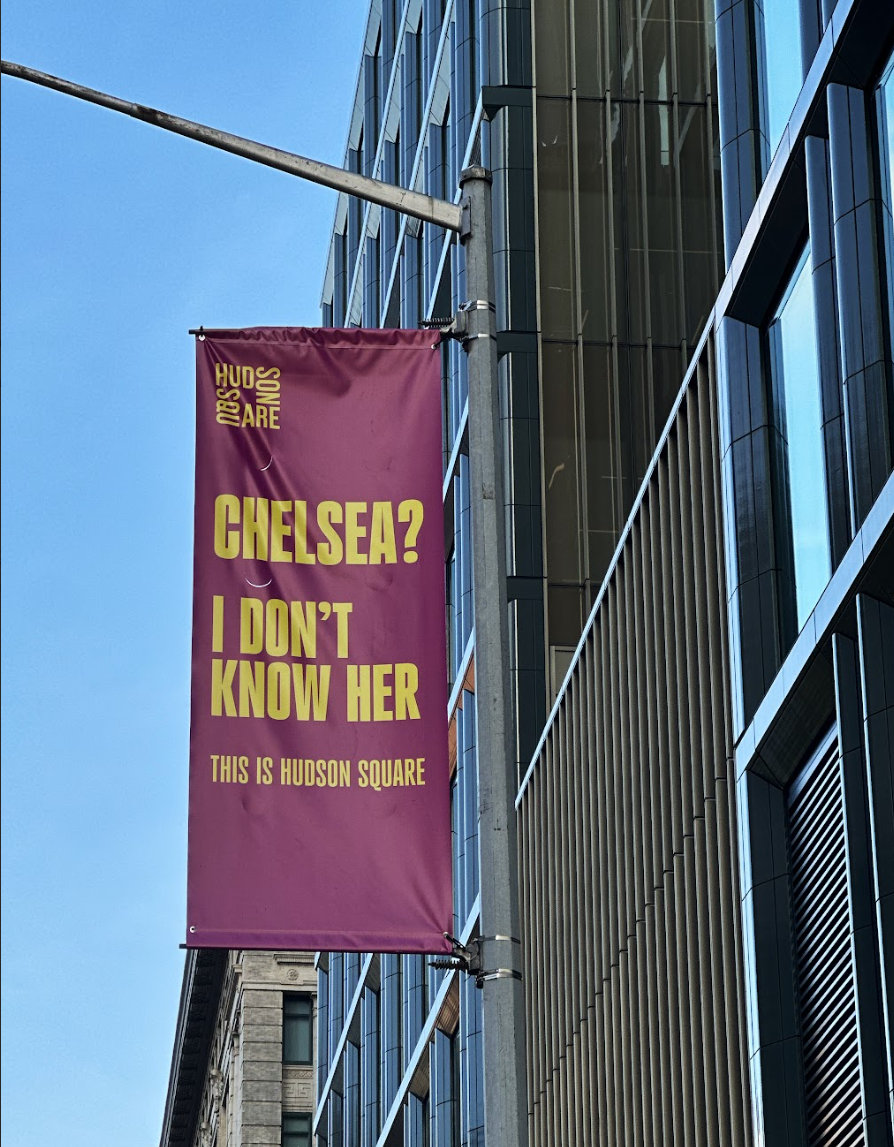 HUDSON
SQUARE
CHELSEA?
I DON'T
KNOW HER
THIS IS HUDSON SQUARE